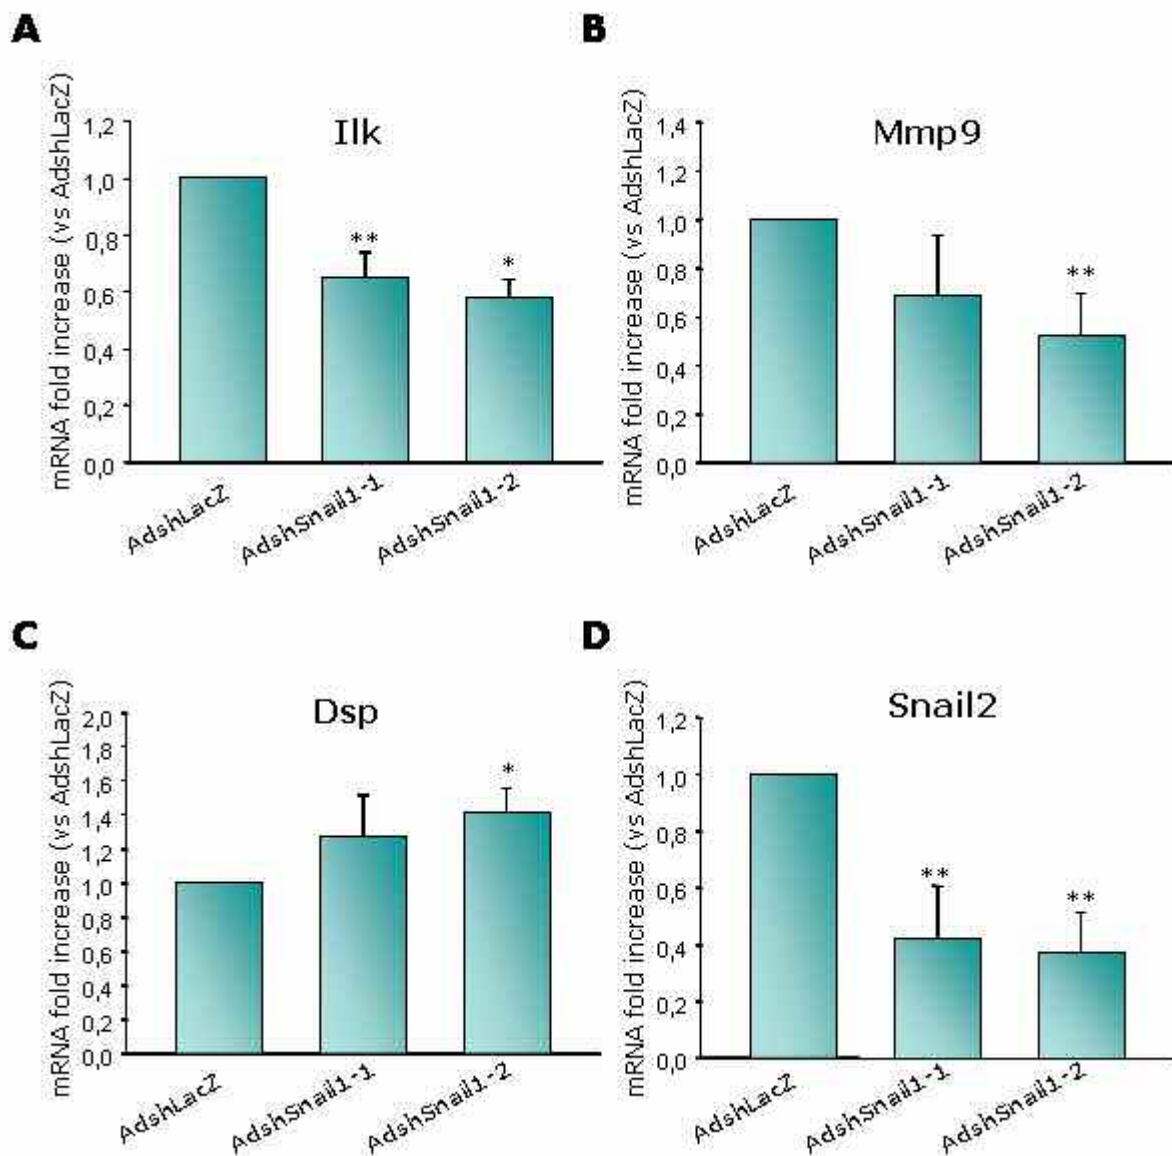 A
mRNA fold increase (vs AdshLacZ)
Ilk
1,2
1,0
0,8
0,6
0,4
0,2
0,0
**
*
AdshLacZ
AdshSnail1-1
AdshSnail1-2
B
mRNA fold increase (vs AdshLacZ)
Mmp9
1,4
1,2
1,0
0,8
0,6
0,4
0,2
0,0
**
AdshLacZ
AdshSnail1-1
AdshSnail1-2
C
mRNA fold increase (vs AdshLacZ)
Dsp
2,0
1,8
1,6
1,4
1,2
1,0
0,8
0,6
0,4
0,2
0,0
*
AdshLacZ
AdshSnail1-1
AdshSnail1-2
D
mRNA fold increase (vs AdshLacZ)
Snail2
1,2
1,0
0,8
0,6
0,4
0,2
0,0
**
**
AdshLacZ
AdshSnail1-1
AdshSnail1-2